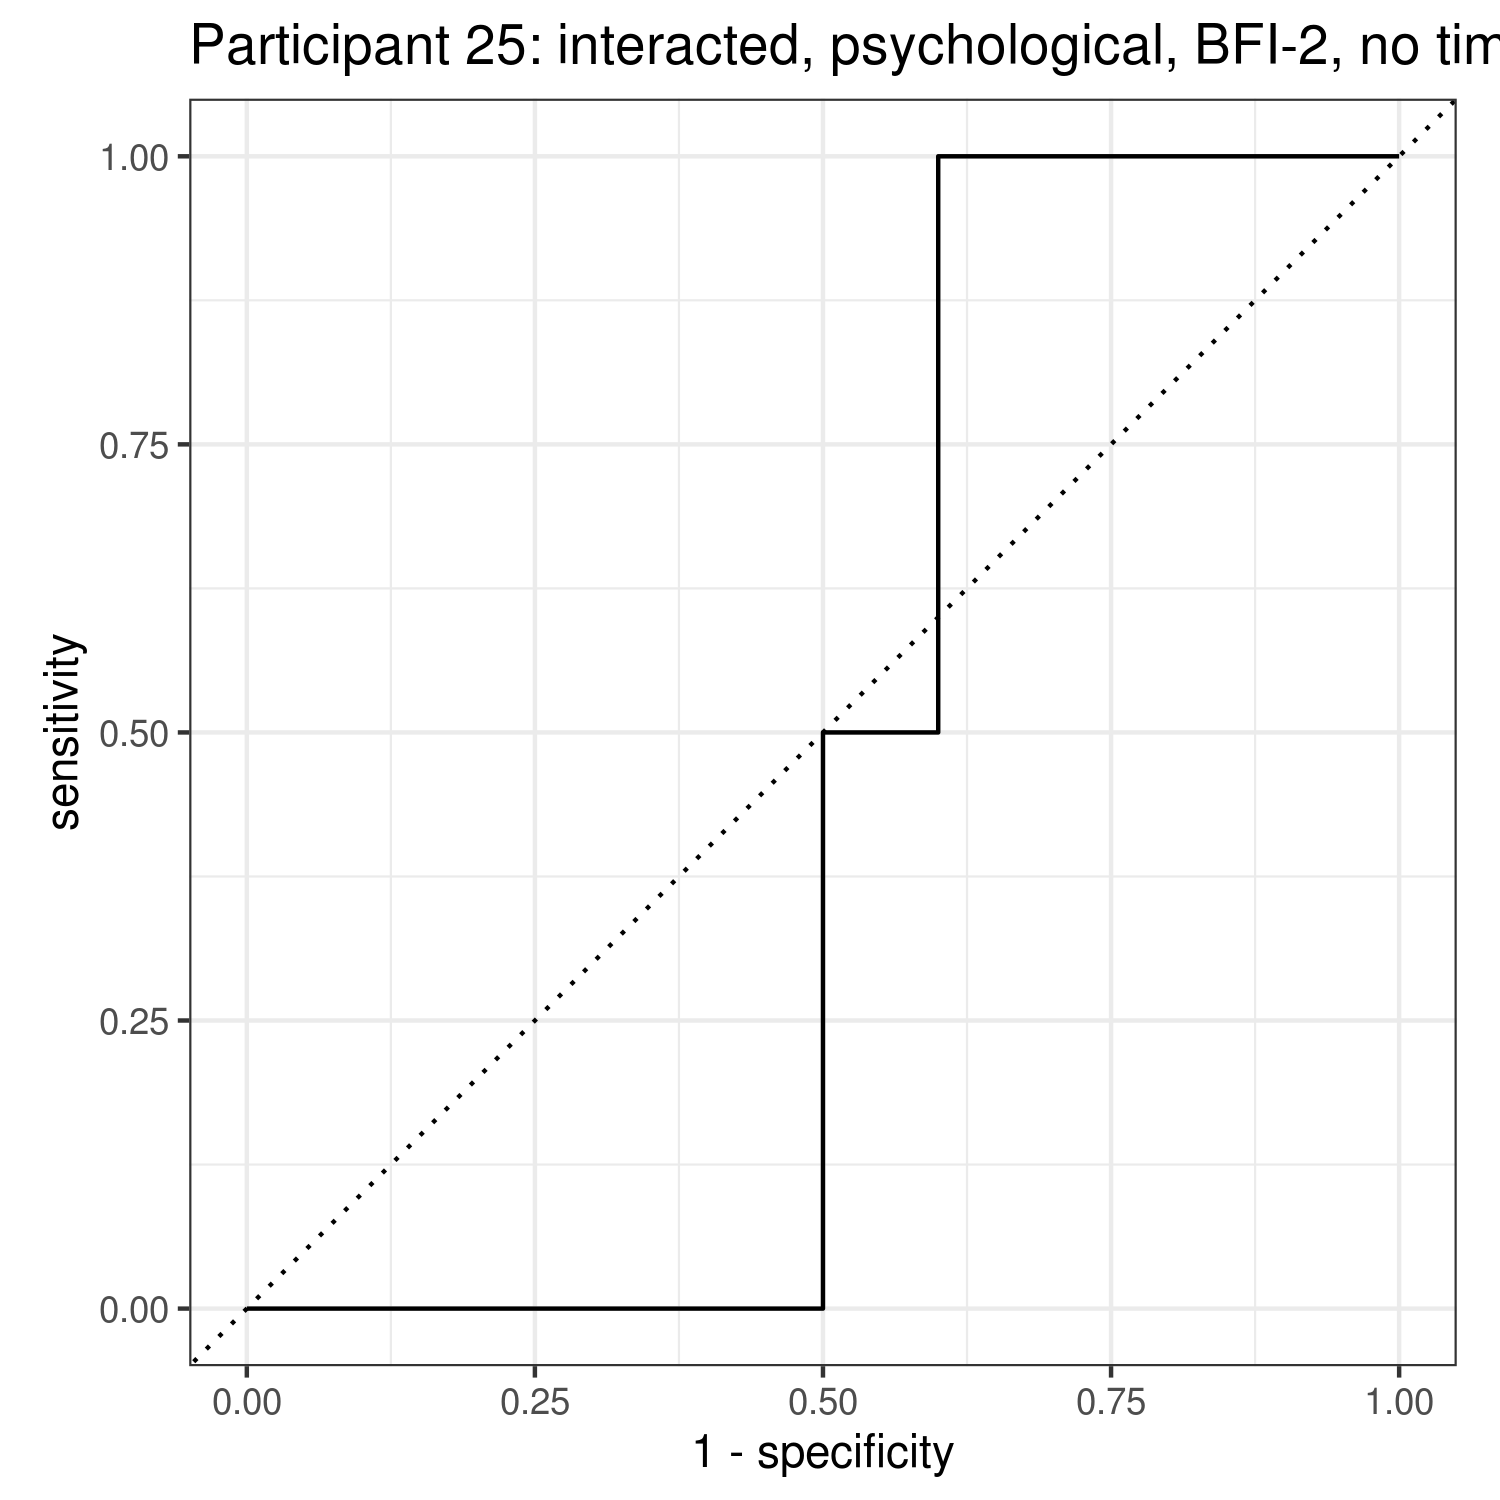 Participant 25: interacted, psychological, BFI-2, no
1.00
0.75
0.50
0.25
0.00
sensitivity
0.00 0.25 0.50 0.75 1.00
1 - specificity